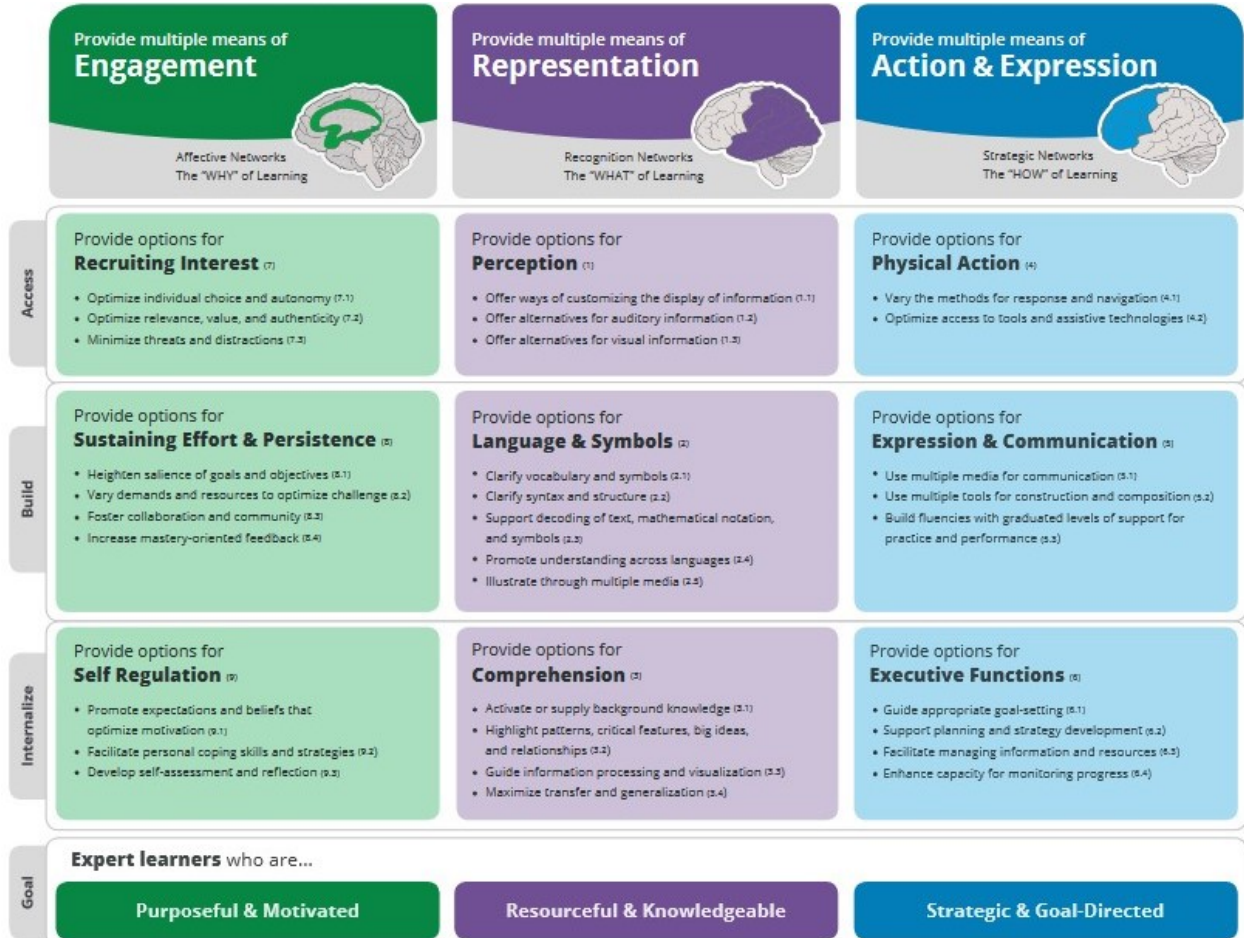 Provide multiple means of
Engagement
Affective Networks
The "WHY" of Learning
Provide multiple means of
Representation
Recognition Networks
The "WHAT" of Learning
Provide multiple means of
Action & Expression
Strategic Networks
The "HOW" of Learning
Access
Provide options for
Recruiting Interest (7)
• Optimize individual choice and autonomy (7.1)
• Optimize relevance, value, and authenticity (7.2)
• Minimize threats and distractions (7.3)
Provide options for
Perception (1)
• Offer ways of customizing the display of information (1.1)
• Offer alternatives for auditory information (1.2)
• Offer alternatives for visual information (1.3)
Provide options for
Physical Action (4)
• Vary the methods for response and navigation (4.1)
• Optimize access to tools and assistive technologies (4.2)
Build
Provide options for
Sustaining Effort & Persistence (8)
• Heighten salience of goals and objectives (8.1)
• Vary demands and resources to optimize challenge (8.2)
• Foster collaboration and community (8.3)
• Increase mastery-oriented feedback (8.4)
Provide options for
Language & Symbols (2)
• Clarify vocabulary and symbols (2.1)
• Clarify syntax and structure (2.2)
• Support decoding of text, mathematical notation,
and symbols (2.3)
• Promote understanding across languages (2.4)
• Illustrate through multiple media (2.5)
Provide options for
Expression & Communication (5)
• Use multiple media for communication (5.1)
• Use multiple tools for construction and composition (5.2)
• Build fluencies with graduated levels of support for
practice and performance (5.3)
Internalize
Provide options for
Self Regulation (9)
• Promote expectations and beliefs that
optimize motivation (9.1)
• Facilitate personal coping skills and strategies (9.2)
• Develop self-assessment and reflection (9.3)
Provide options for
Comprehension (3)
• Activate or supply background knowledge (3.1)
• Highlight patterns, critical features, big ideas,
and relationships (3.2)
• Guide information processing and visualization (3.3)
• Maximize transfer and generalization (3.4)
Provide options for
Executive Functions (6)
• Guide appropriate goal-setting (6.1)
• Support planning and strategy development (6.2)
• Facilitate managing information and resources (6.3)
• Enhance capacity for monitoring progress (6.4)
Goal
Expert learners who are...
Purposeful & Motivated
Resourceful & Knowledgeable
Strategic & Goal-Directed